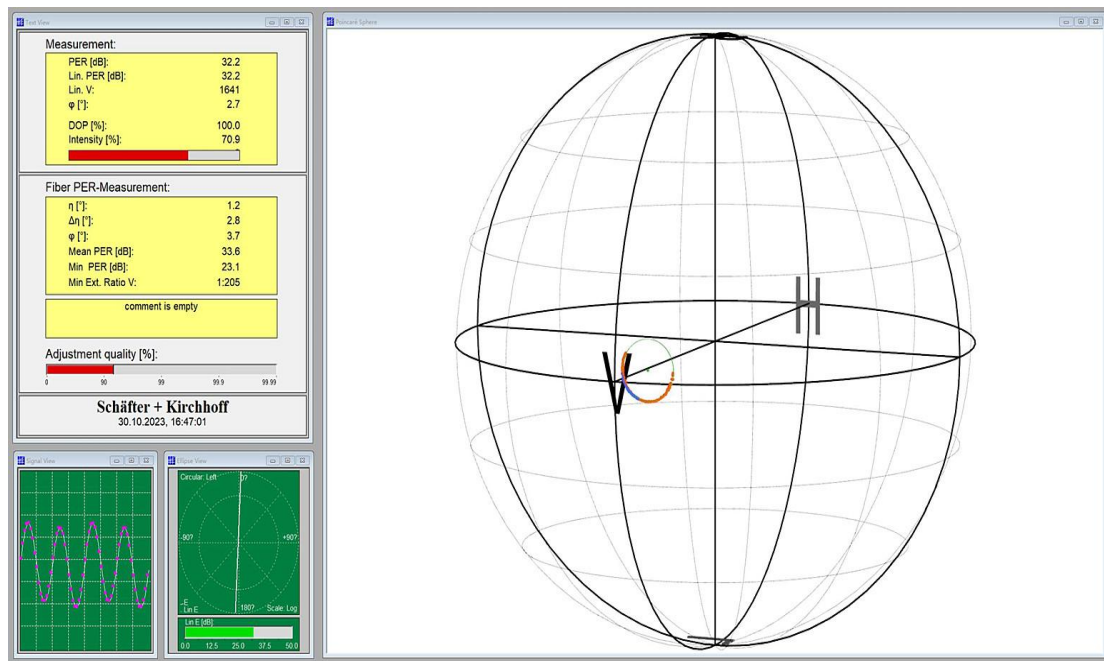 Text View
Measurement:
PER [dB]: 32.2
Lin. PER [dB]: 32.2
Lin. V: 1641
φ [°]: 2.7
DOP [%]: 100.0
Intensity [%]: 70.9
Fiber PER-Measurement:
η [°]: 1.2
Δη [°]: 2.8
φ [°]: 3.7
Mean PER [dB]: 33.6
Min PER [dB]: 23.1
Min Ext. Ratio V: 1:205
comment is empty
Adjustment quality [%]:
0 90 99 99.9 99.99
Schäfter + Kirchhoff
30.10.2023, 16:47:01
Signal View
Ellipse View
Circular: Left 0?
-90? +90?
_E
Lin E 180? Scale: Log
Lin E [dB]:
0.0 12.5 25.0 37.5 50.0
Poincaré Sphere
H
V